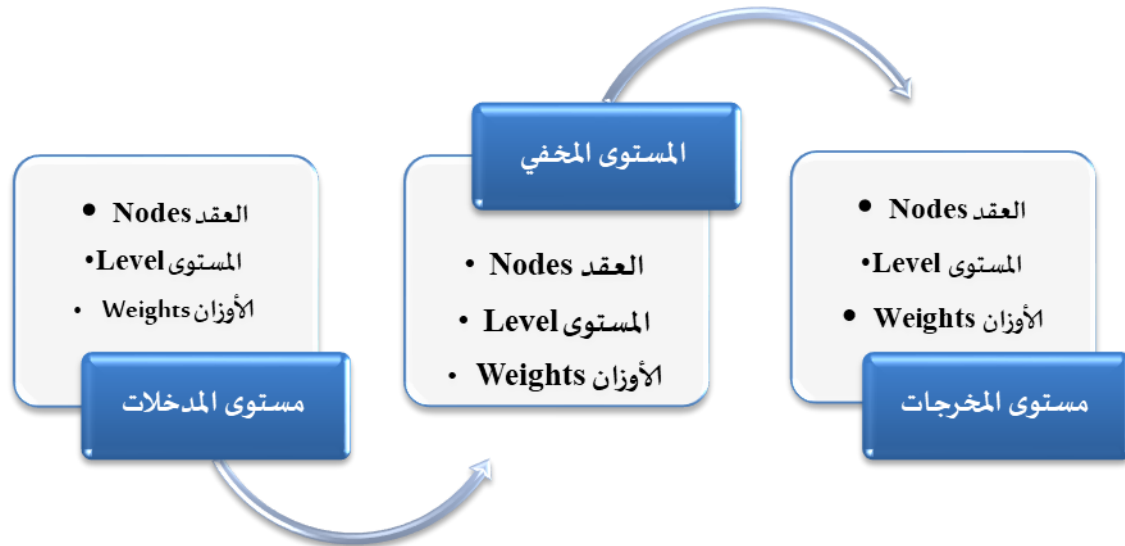 العقد Nodes •
المستوى Level•
الأوزان Weights •
مستوى المدخلات
المستوى المخفي
العقد Nodes •
المستوى Level •
الأوزان Weights •
العقد Nodes •
المستوى Level•
الأوزان Weights •
مستوى المخرجات